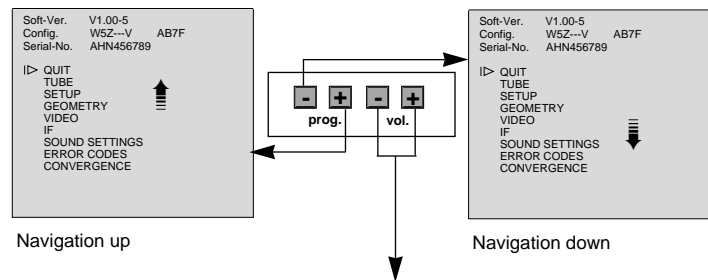 Soft-Ver. V1.00-5
Config. W5Z---V AB7F
Serial-No. AHN456789
QUIT
TUBE
SETUP
GEOMETRY
VIDEO
IF
SOUND SETTINGS
ERROR CODES
CONVERGENCE
Navigation up
- + - +
prog. vol.
Soft-Ver. V1.00-5
Config. W5Z---V AB7F
Serial-No. AHN456789
QUIT
TUBE
SETUP
GEOMETRY
VIDEO
IF
SOUND SETTINGS
ERROR CODES
CONVERGENCE
Navigation down